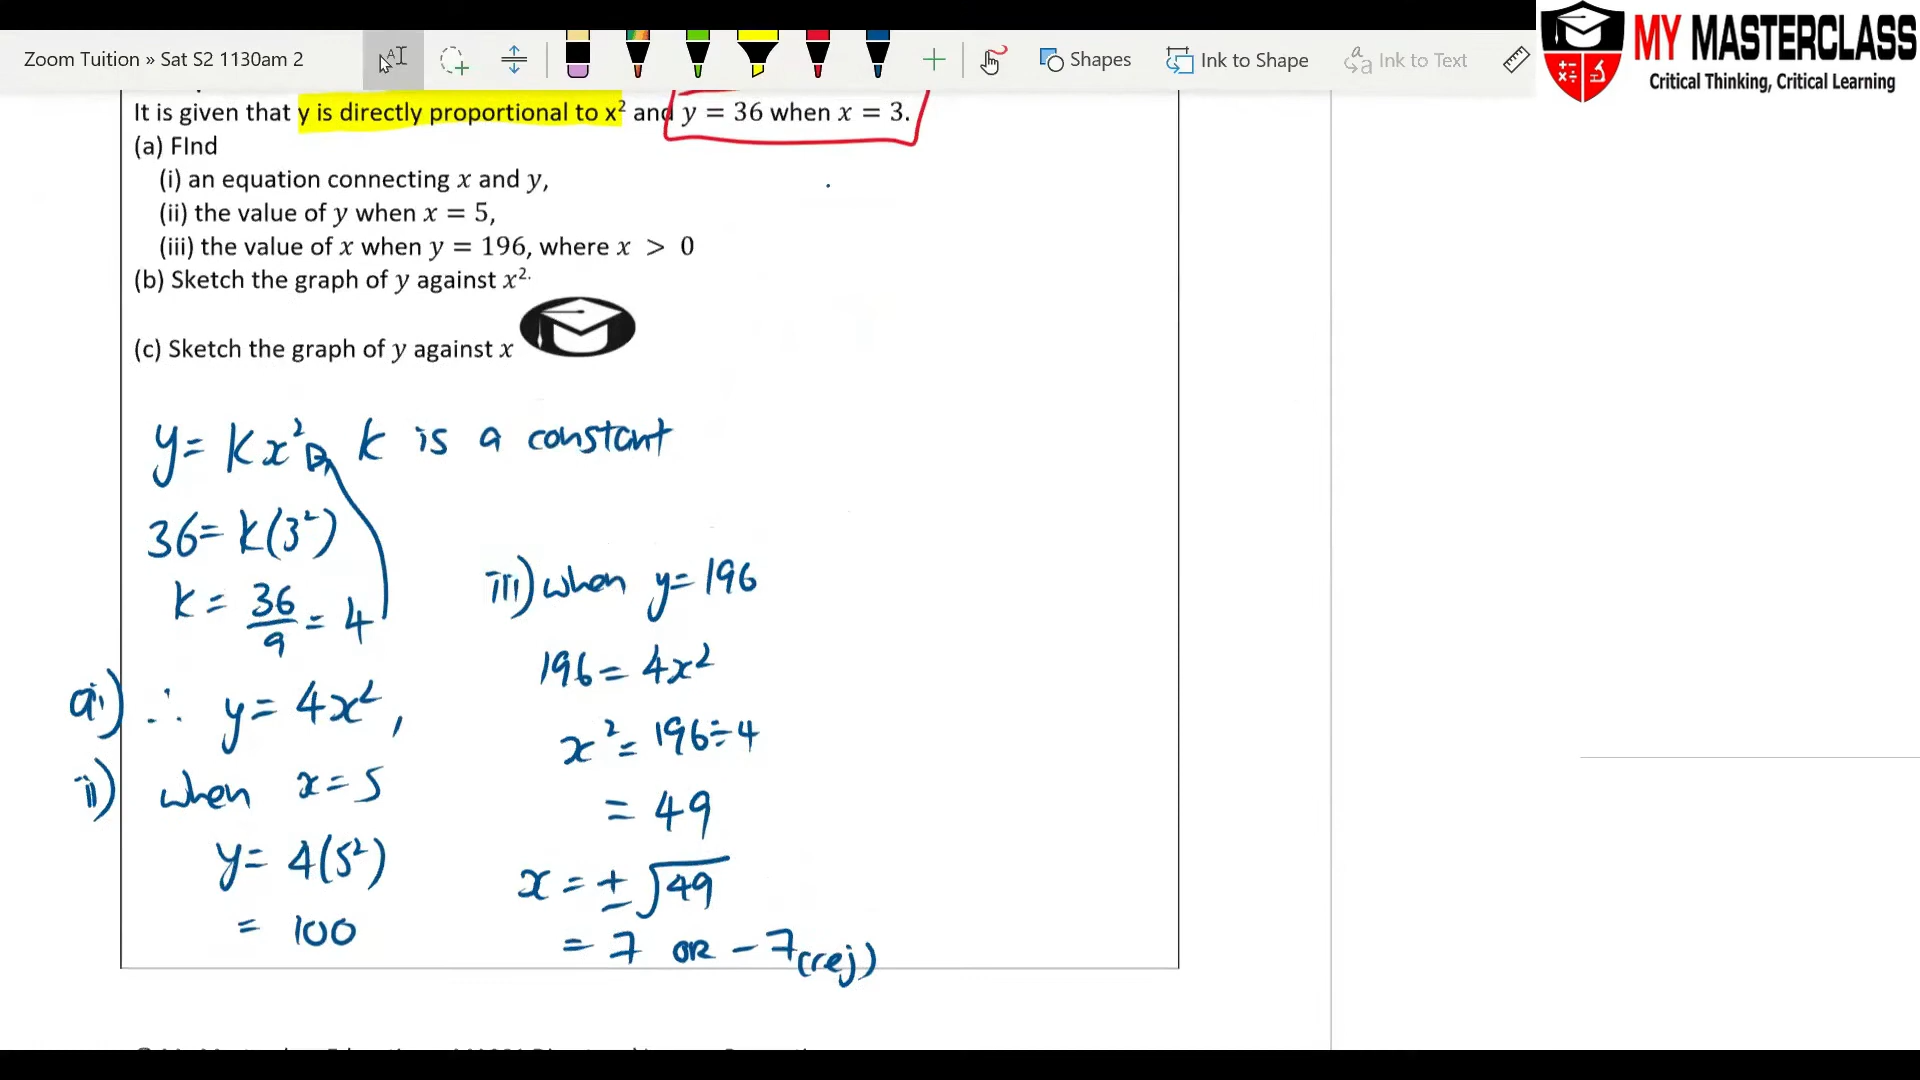 Zoom Tuition » Sat S2 1130am 2
Shapes
Ink to Shape
Ink to Text
MY MASTERCLASS
Critical Thinking, Critical Learning
It is given that y is directly proportional to x² and y = 36 when x = 3.
(a) FInd
(i) an equation connecting x and y,
(ii) the value of y when x = 5,
(iii) the value of x when y = 196, where x > 0
(b) Sketch the graph of y against x².
(c) Sketch the graph of y against x
y = kx², k is a constant
36 = k(3²)
k = 36/9 = 4
ai) ∴ y = 4x²,
ii) when x = 5
y = 4(5²)
= 100
iii) when y = 196
196 = 4x²
x² = 196 ÷ 4
= 49
x = ± √49
= 7 OR -7 (rej)